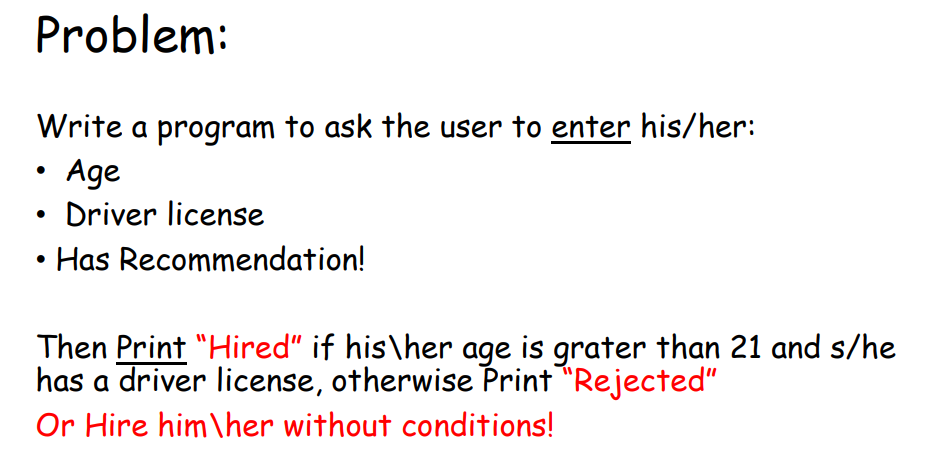 Problem:
Write a program to ask the user to enter his/her:
• Age
• Driver license
• Has Recommendation!
Then Print “Hired” if his\her age is grater than 21 and s/he
has a driver license, otherwise Print “Rejected”
Or Hire him\her without conditions!